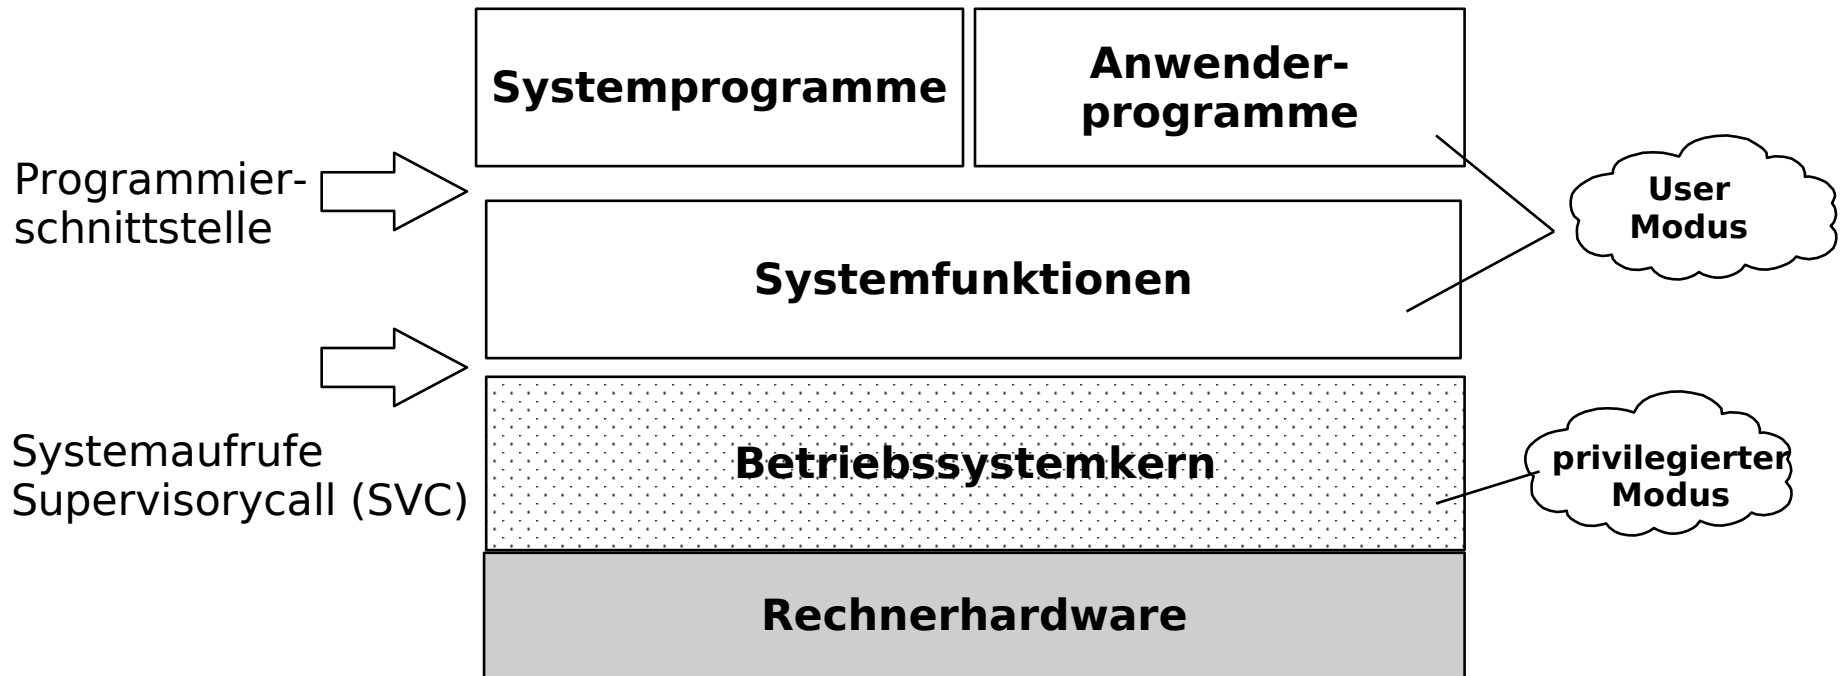 Systemprogramme
Anwender-
programme
Programmier-
schnittstelle
User
Modus
Systemfunktionen
Systemaufrufe
Supervisorycall (SVC)
Betriebssystemkern
privilegierter
Modus
Rechnerhardware